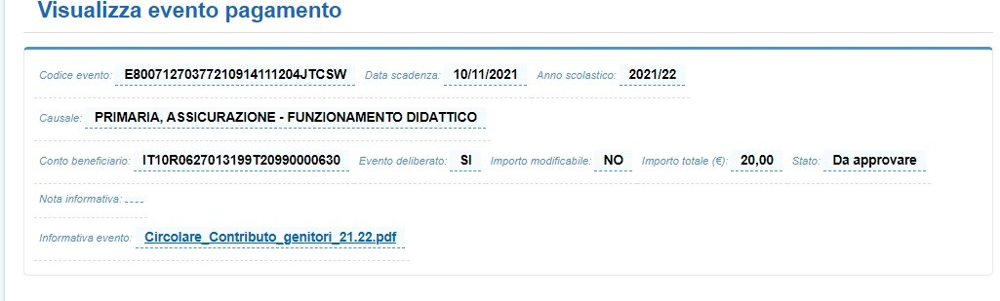 Visualizza evento pagamento
Codice evento: E80071270377210914111204JTCSW Data scadenza: 10/11/2021 Anno scolastico: 2021/22
Causale: PRIMARIA, ASSICURAZIONE - FUNZIONAMENTO DIDATTICO
Conto beneficiario: IT10R0627013199T20990000630 Evento deliberato: SI Importo modificabile: NO Importo totale (€): 20,00 Stato: Da approvare
Nota informativa: ----
Informativa evento: Circolare_Contributo_genitori_21.22.pdf